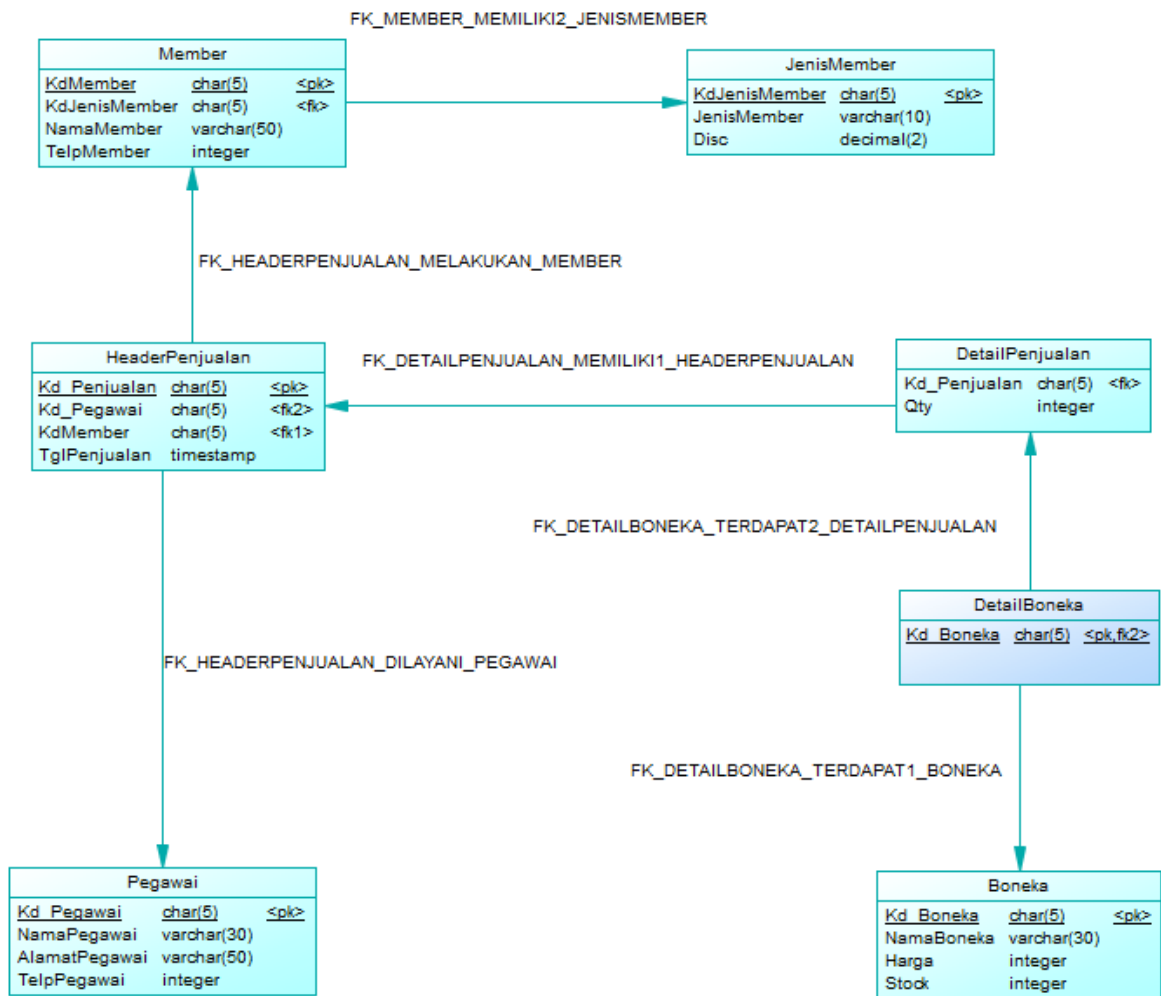 FK_MEMBER_MEMILIKI2_JENISMEMBER
Member
KdMember char(5) <pk>
KdJenisMember char(5) <fk>
NamaMember varchar(50)
TelpMember integer
JenisMember
KdJenisMember char(5) <pk>
JenisMember varchar(10)
Disc decimal(2)
FK_HEADERPENJUALAN_MELAKUKAN_MEMBER
HeaderPenjualan
Kd_Penjualan char(5) <pk>
Kd_Pegawai char(5) <fk2>
KdMember char(5) <fk1>
TglPenjualan timestamp
FK_DETAILPENJUALAN_MEMILIKI1_HEADERPENJUALAN
DetailPenjualan
Kd_Penjualan char(5) <fk>
Qty integer
FK_DETAILBONEKA_TERDAPAT2_DETAILPENJUALAN
DetailBoneka
Kd_Boneka char(5) <pk,fk2>
FK_HEADERPENJUALAN_DILAYANI_PEGAWAI
FK_DETAILBONEKA_TERDAPAT1_BONEKA
Pegawai
Kd_Pegawai char(5) <pk>
NamaPegawai varchar(30)
AlamatPegawai varchar(50)
TelpPegawai integer
Boneka
Kd_Boneka char(5) <pk>
NamaBoneka varchar(30)
Harga integer
Stock integer